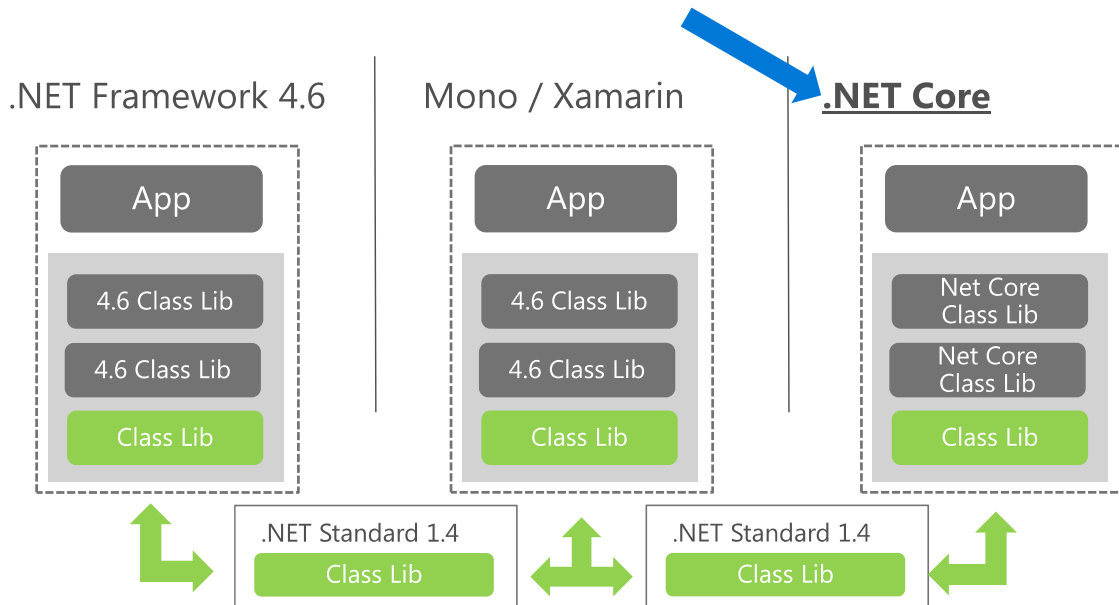 .NET Framework 4.6
Mono / Xamarin
.NET Core
App
4.6 Class Lib
4.6 Class Lib
Class Lib
App
4.6 Class Lib
4.6 Class Lib
Class Lib
App
Net Core
Class Lib
Net Core
Class Lib
Class Lib
.NET Standard 1.4
Class Lib
.NET Standard 1.4
Class Lib